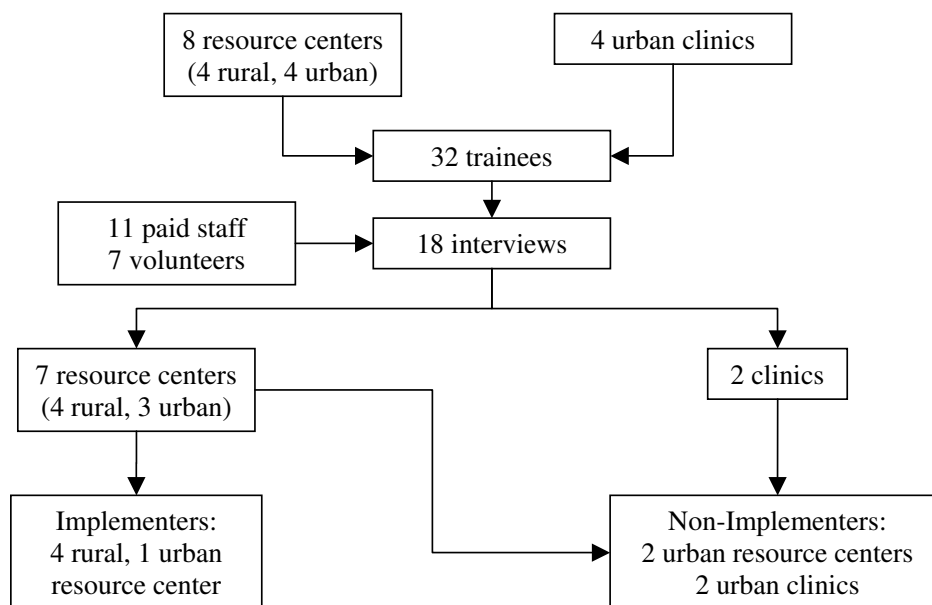 8 resource centers
(4 rural, 4 urban)
4 urban clinics
32 trainees
11 paid staff
7 volunteers
18 interviews
7 resource centers
(4 rural, 3 urban)
2 clinics
Implementers:
4 rural, 1 urban
resource center
Non-Implementers:
2 urban resource centers
2 urban clinics